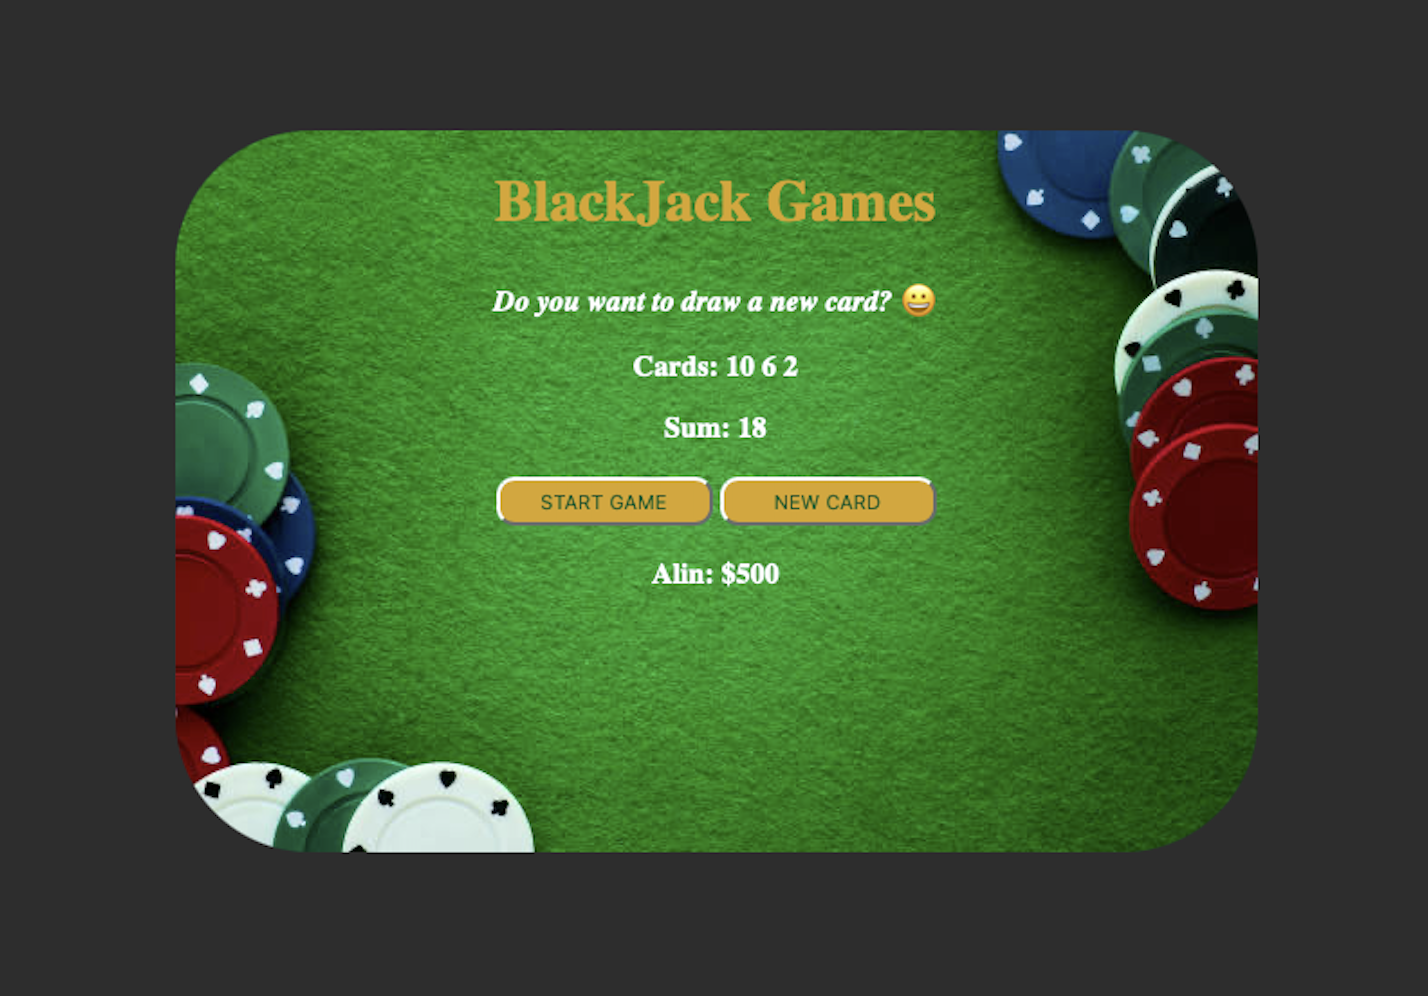 BlackJack Games
Do you want to draw a new card? 😀
Cards: 10 6 2
Sum: 18
START GAME NEW CARD
Alin: $500